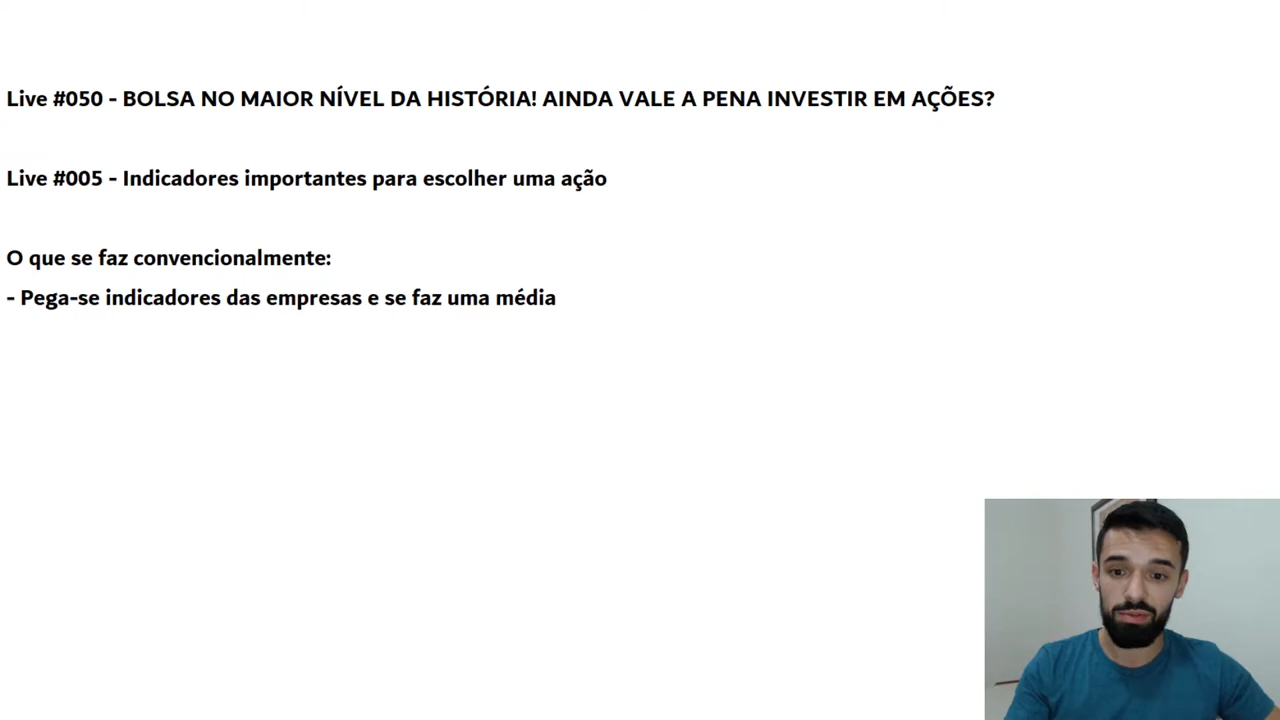 Live #050 - BOLSA NO MAIOR NÍVEL DA HISTÓRIA! AINDA VALE A PENA INVESTIR EM AÇÕES?
Live #005 - Indicadores importantes para escolher uma ação
O que se faz convencionalmente:
- Pega-se indicadores das empresas e se faz uma média